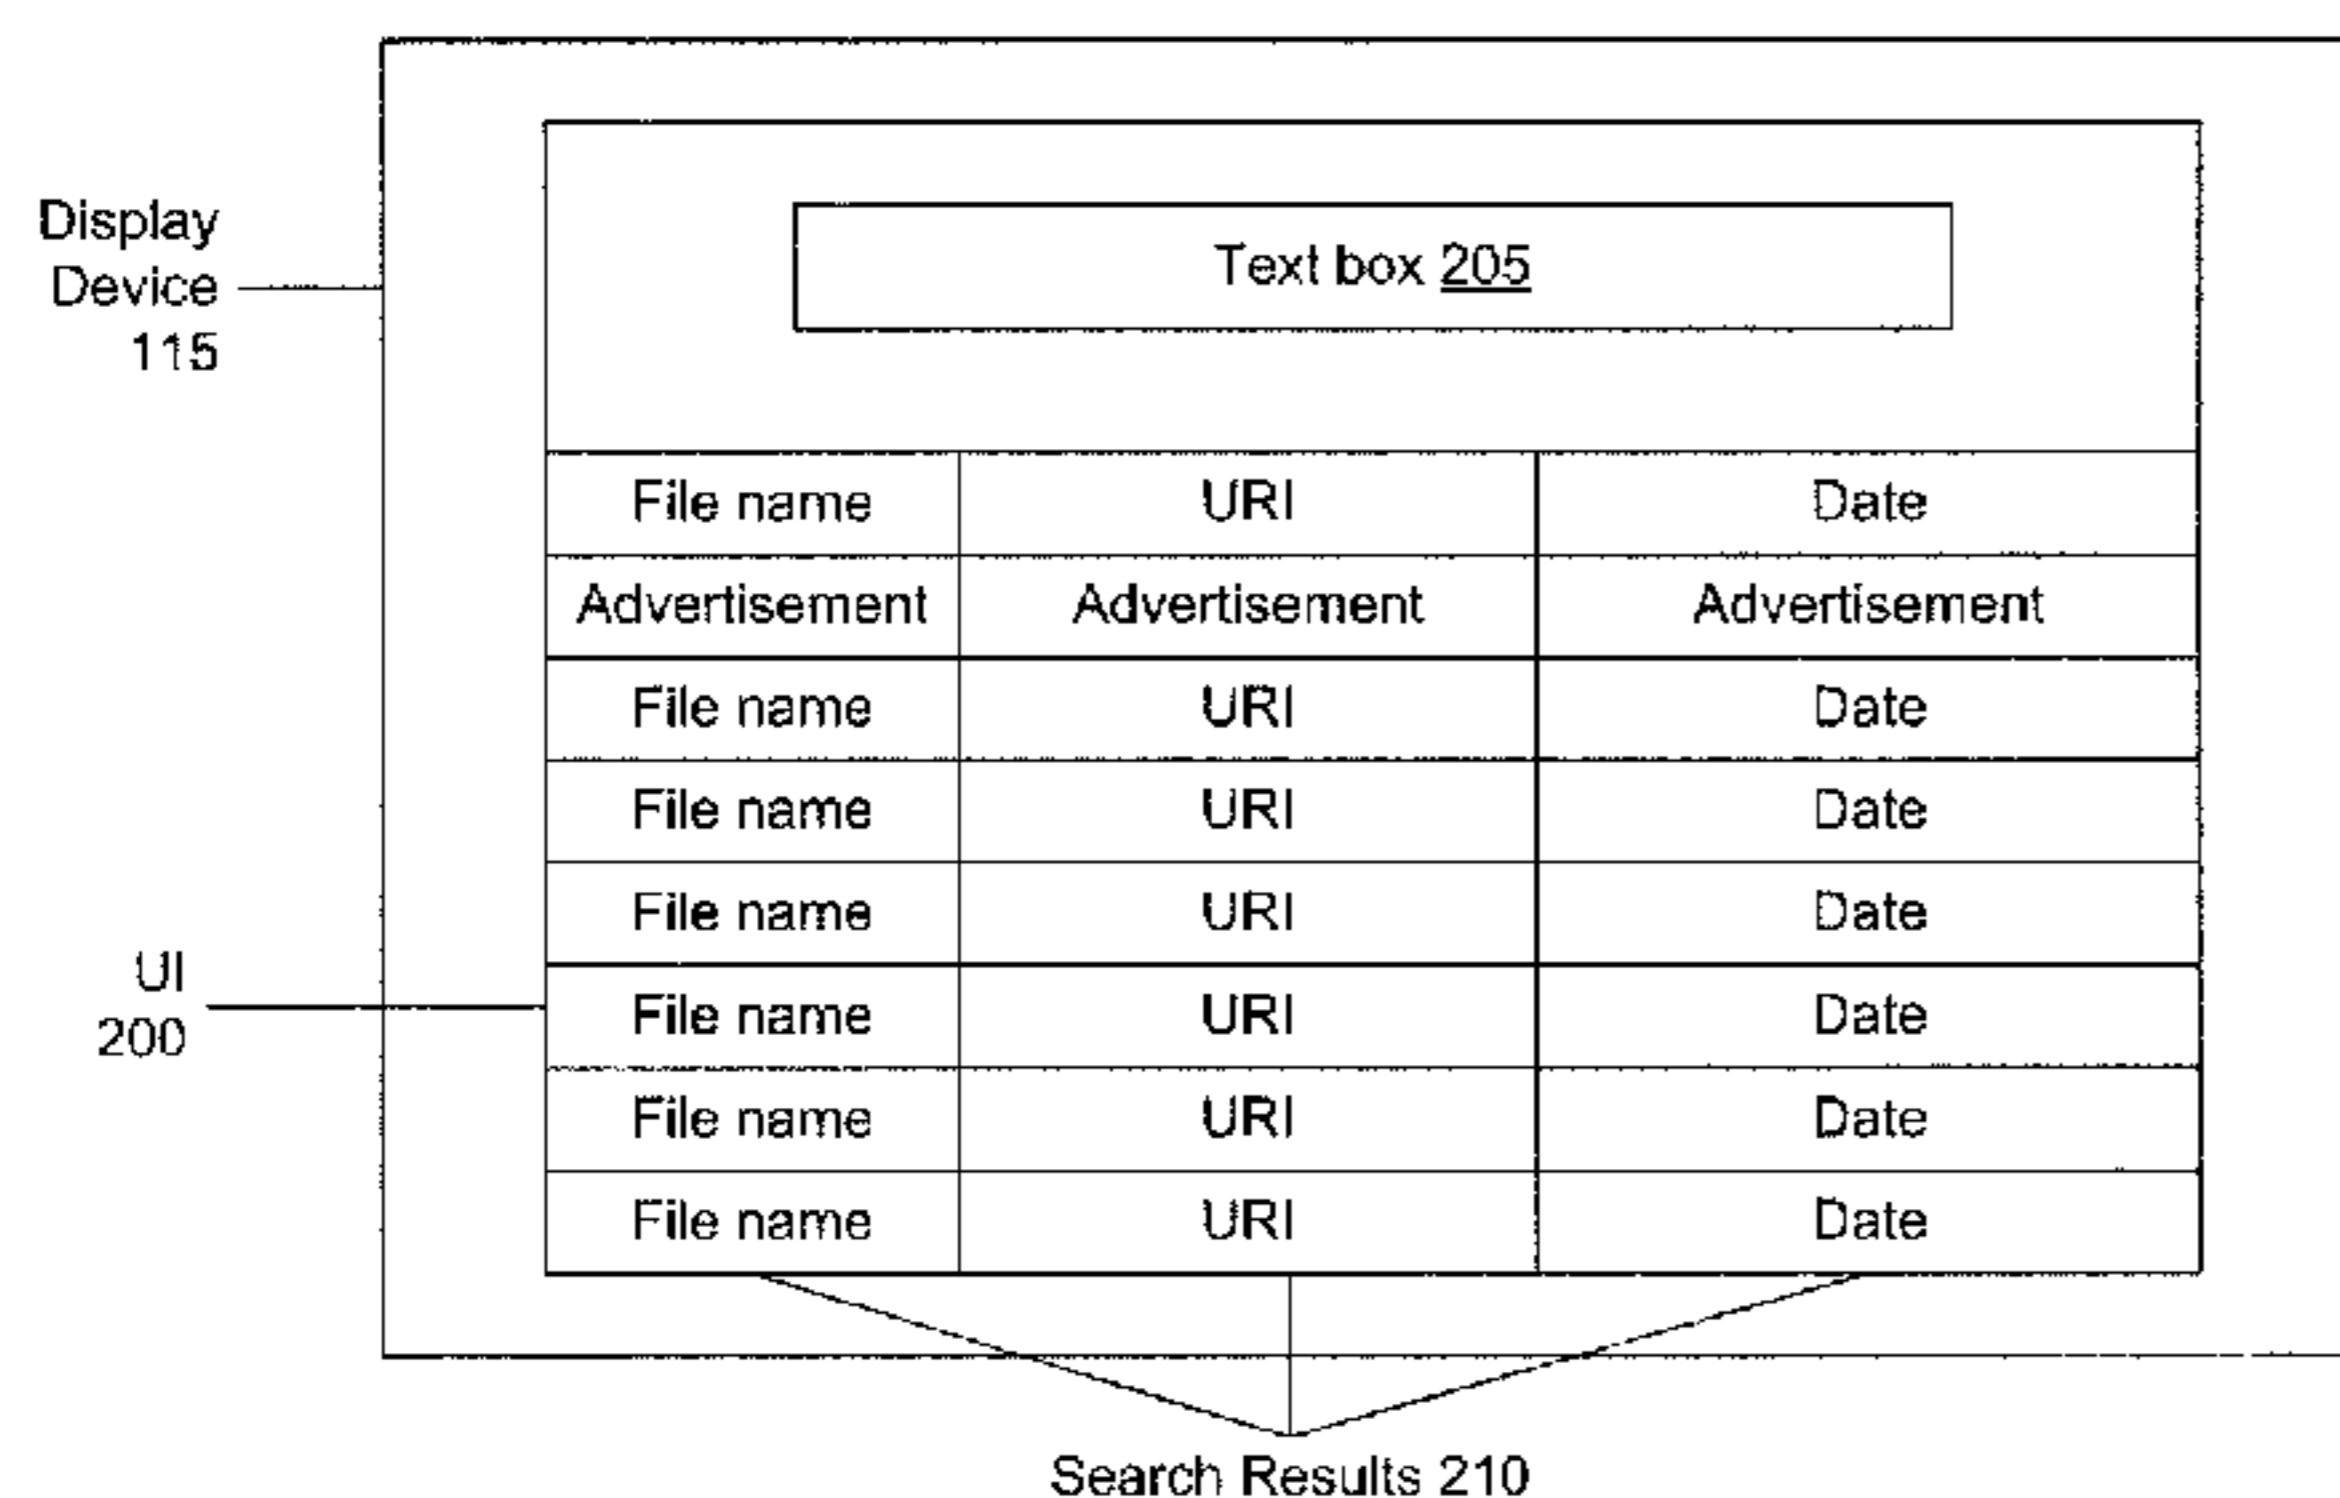 Display
Device
115
Text box 205
File name URI Date
Advertisement Advertisement Advertisement
File name URI Date
File name URI Date
File name URI Date
UI
200
File name URI Date
File name URI Date
File name URI Date
Search Results 210